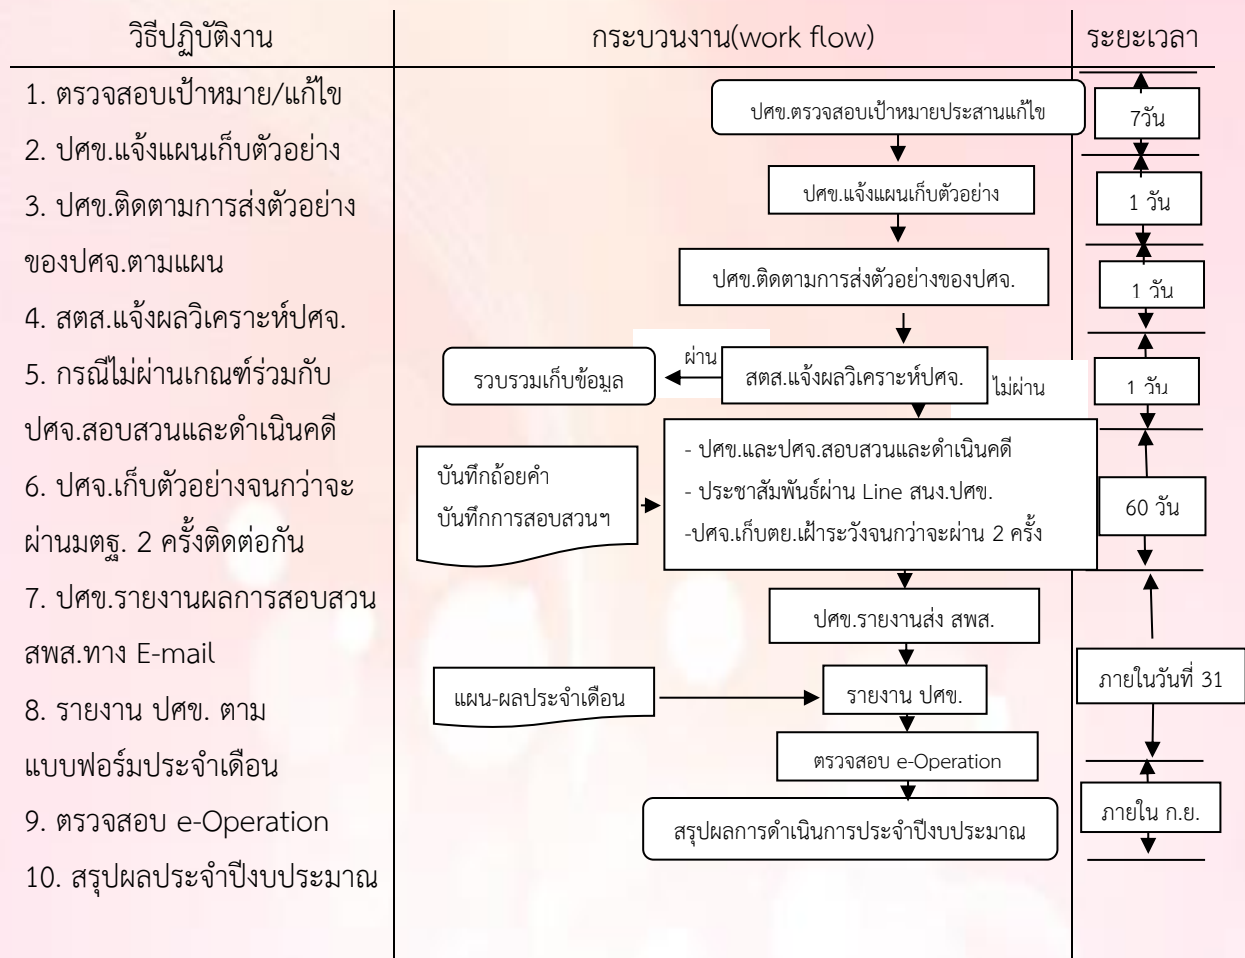 วิธีปฏิบัติงาน
กระบวนงาน(work flow)
ระยะเวลา
1. ตรวจสอบเป้าหมาย/แก้ไข
2. ปศข.แจ้งแผนเก็บตัวอย่าง
3. ปศข.ติดตามการส่งตัวอย่าง
ของปศจ.ตามแผน
4. สตส.แจ้งผลวิเคราะห์ปศจ.
5. กรณีไม่ผ่านเกณฑ์ร่วมกับ
ปศจ.สอบสวนและดำเนินคดี
6. ปศจ.เก็บตัวอย่างจนกว่าจะ
ผ่านมตฐ. 2 ครั้งติดต่อกัน
7. ปศข.รายงานผลการสอบสวน
สพส.ทาง E-mail
8. รายงาน ปศข. ตาม
แบบฟอร์มประจำเดือน
9. ตรวจสอบ e-Operation
10. สรุปผลประจำปีงบประมาณ
ปศข.ตรวจสอบเป้าหมายประสานแก้ไข
ปศข.แจ้งแผนเก็บตัวอย่าง
ปศข.ติดตามการส่งตัวอย่างของปศจ.
ผ่าน
รวบรวมเก็บข้อมูล
สตส.แจ้งผลวิเคราะห์ปศจ.
ไม่ผ่าน
บันทึกถ้อยคำ
บันทึกการสอบสวนฯ
- ปศข.และปศจ.สอบสวนและดำเนินคดี
- ประชาสัมพันธ์ผ่าน Line สนง.ปศข.
-ปศจ.เก็บตย.เฝ้าระวังจนกว่าจะผ่าน 2 ครั้ง
ปศข.รายงานส่ง สพส.
แผน-ผลประจำเดือน
รายงาน ปศข.
ตรวจสอบ e-Operation
สรุปผลการดำเนินการประจำปีงบประมาณ
7วัน
1 วัน
1 วัน
1 วัน
60 วัน
ภายในวันที่ 31
ภายใน ก.ย.